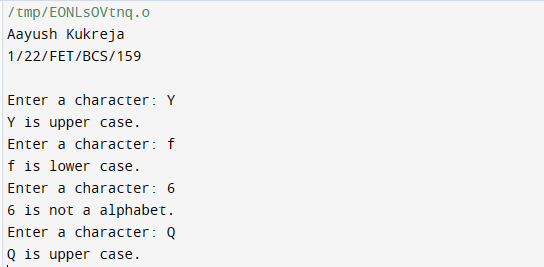 /tmp/EONLsOVtnq.o
Aayush Kukreja
1/22/FET/BCS/159
Enter a character: Y
Y is upper case.
Enter a character: f
f is lower case.
Enter a character: 6
6 is not a alphabet.
Enter a character: Q
Q is upper case.